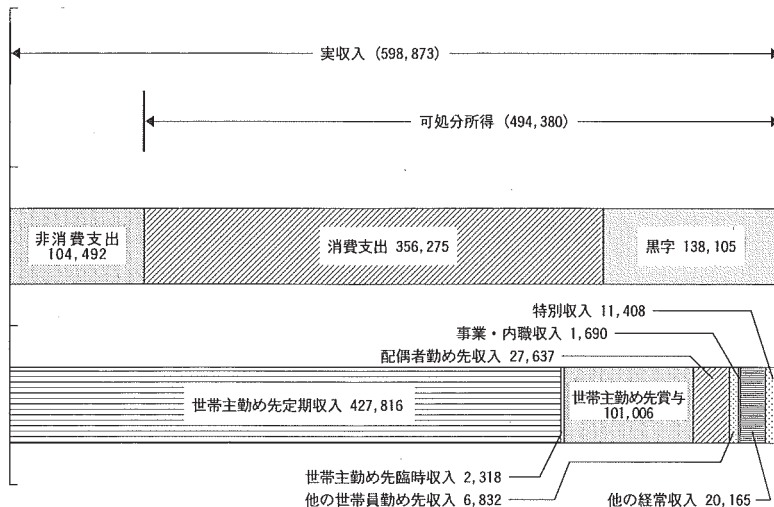 実収入 (598,873)
可処分所得 (494,380)
非消費支出
104,492
消費支出 356,275
黒字 138,105
特別収入 11,408
事業・内職収入 1,690
配偶者勤め先収入 27,637
世帯主勤め先定期収入 427,816
世帯主勤め先賞与
101,006
世帯主勤め先臨時収入 2,318
他の世帯員勤め先収入 6,832
他の経常収入 20,165